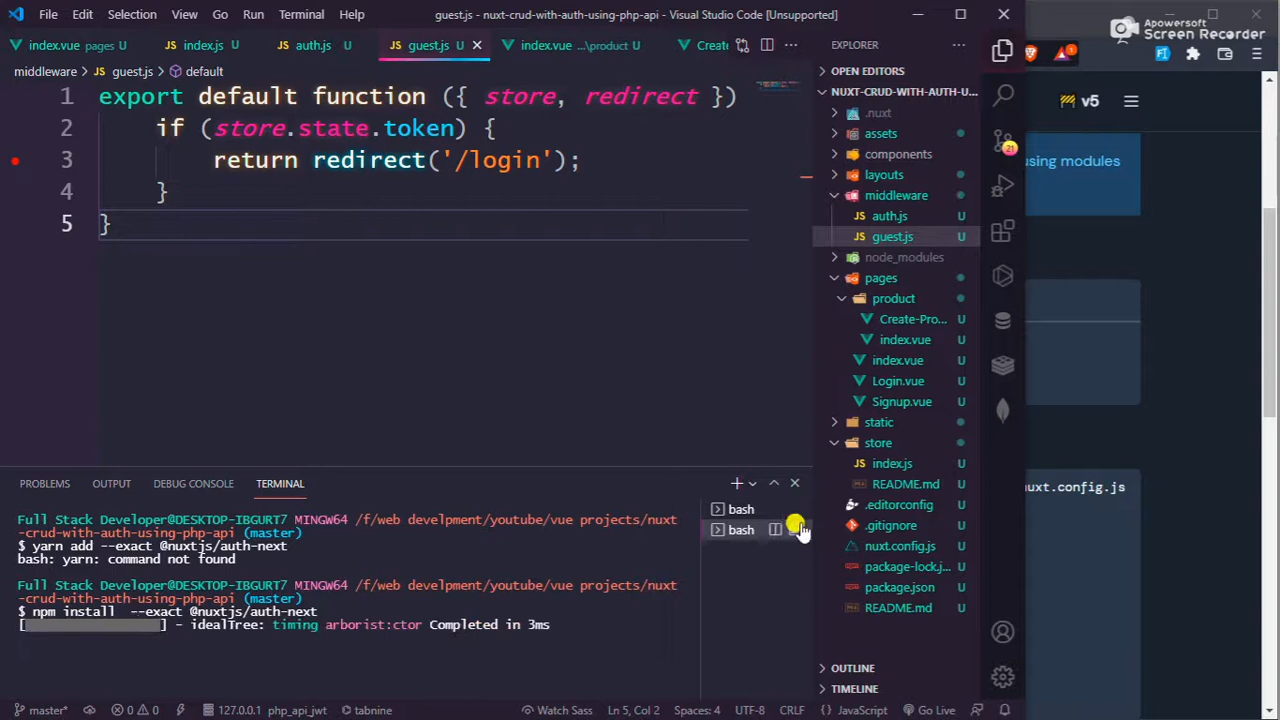 File Edit Selection View Go Run Terminal Help guest.js - nuxt-crud-with-auth-using-php-api - Visual Studio Code [Unsupported]
Apowersoft
Screen Recorder
index.vue pages U index.js U auth.js U guest.js U index.vue ...\product U Creat
middleware > JS guest.js > default
1 export default function ({ store, redirect })
2 if (store.state.token) {
3 return redirect('/login');
4 }
5 }
EXPLORER
OPEN EDITORS
NUXT-CRUD-WITH-AUTH-U...
.nuxt
assets
components
layouts
middleware
JS auth.js U
JS guest.js U
node_modules
pages
product
Create-Pro... U
index.vue U
index.vue U
Login.vue U
Signup.vue U
static
store
JS index.js U
README.md U
.editorconfig U
.gitignore U
nuxt.config.js U
package-lock.j... U
package.json U
README.md U
OUTLINE
TIMELINE
21
1
v5
using modules
nuxt.config.js
PROBLEMS OUTPUT DEBUG CONSOLE TERMINAL
bash
bash
Full Stack Developer@DESKTOP-IBGURT7 MINGW64 /f/web develpment/youtube/vue projects/nuxt
-crud-with-auth-using-php-api (master)
$ yarn add --exact @nuxtjs/auth-next
bash: yarn: command not found
Full Stack Developer@DESKTOP-IBGURT7 MINGW64 /f/web develpment/youtube/vue projects/nuxt
-crud-with-auth-using-php-api (master)
$ npm install --exact @nuxtjs/auth-next
[ ] - idealTree: timing arborist:ctor Completed in 3ms
master* 0 0 127.0.0.1 php_api_jwt tabnine Watch Sass Ln 5, Col 2 Spaces: 4 UTF-8 CRLF JavaScript Go Live